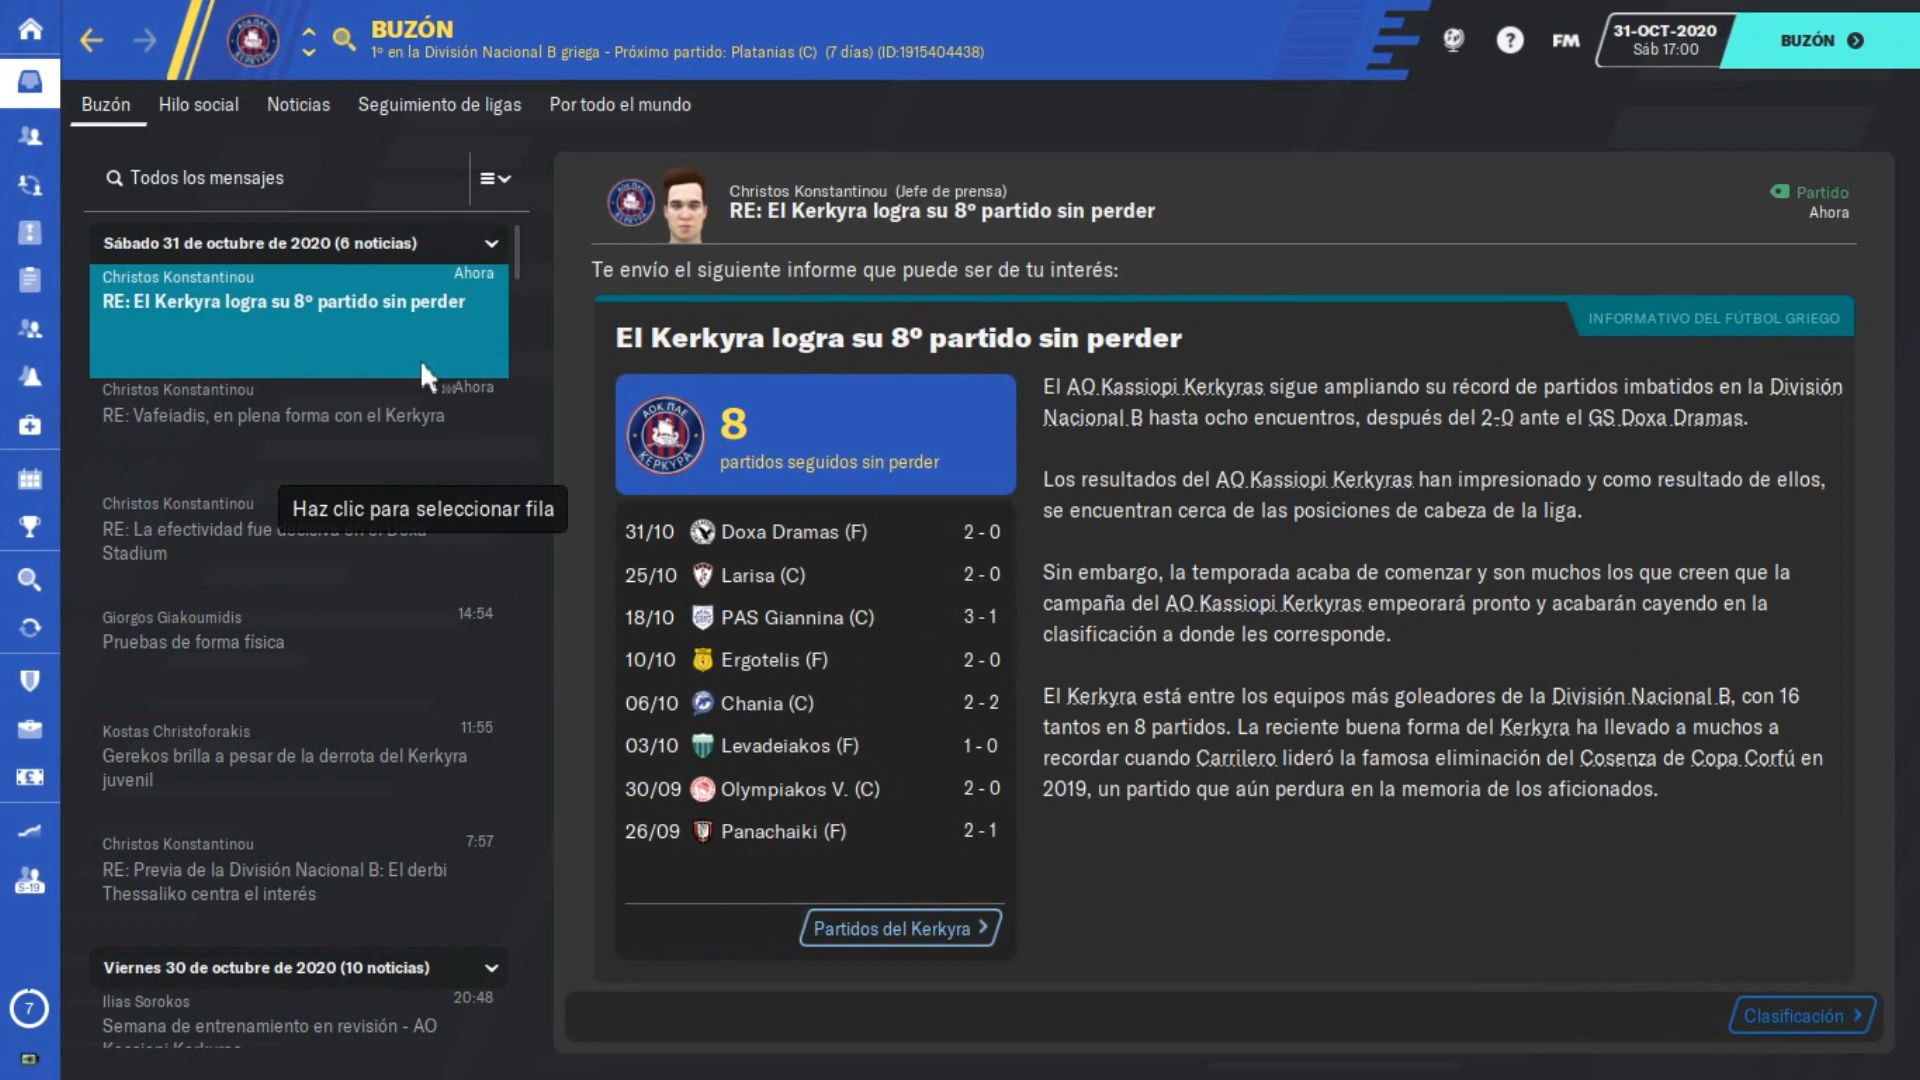 BUZÓN
1º en la División Nacional B griega - Próximo partido: Platanias (C) (7 días) (ID:1915404438)
FM
31-OCT-2020
Sáb 17:00
BUZÓN
Buzón Hilo social Noticias Seguimiento de ligas Por todo el mundo
Todos los mensajes
Sábado 31 de octubre de 2020 (6 noticias)
Christos Konstantinou Ahora
RE: El Kerkyra logra su 8º partido sin perder
Christos Konstantinou Ahora
RE: Vafeiadis, en plena forma con el Kerkyra
Christos Konstantinou
Haz clic para seleccionar fila
RE: La efectividad fue decisiva en el Doxa
Stadium
Giorgos Giakoumidis 14:54
Pruebas de forma física
Kostas Christoforakis 11:55
Gerekos brilla a pesar de la derrota del Kerkyra
juvenil
Christos Konstantinou 7:57
RE: Previa de la División Nacional B: El derbi
Thessaliko centra el interés
Viernes 30 de octubre de 2020 (10 noticias)
Ilias Sorokos 20:48
Semana de entrenamiento en revisión - AO
Kassiopi Kerkyras
S-19
7
Christos Konstantinou (Jefe de prensa)
RE: El Kerkyra logra su 8º partido sin perder
Partido
Ahora
Te envío el siguiente informe que puede ser de tu interés:
INFORMATIVO DEL FÚTBOL GRIEGO
El Kerkyra logra su 8º partido sin perder
8
partidos seguidos sin perder
31/10 Doxa Dramas (F) 2 - 0
25/10 Larisa (C) 2 - 0
18/10 PAS Giannina (C) 3 - 1
10/10 Ergotelis (F) 2 - 0
06/10 Chania (C) 2 - 2
03/10 Levadeiakos (F) 1 - 0
30/09 Olympiakos V. (C) 2 - 0
26/09 Panachaiki (F) 2 - 1
Partidos del Kerkyra
El AO Kassiopi Kerkyras sigue ampliando su récord de partidos imbatidos en la División
Nacional B hasta ocho encuentros, después del 2-0 ante el GS Doxa Dramas.
Los resultados del AO Kassiopi Kerkyras han impresionado y como resultado de ellos,
se encuentran cerca de las posiciones de cabeza de la liga.
Sin embargo, la temporada acaba de comenzar y son muchos los que creen que la
campaña del AO Kassiopi Kerkyras empeorará pronto y acabarán cayendo en la
clasificación a donde les corresponde.
El Kerkyra está entre los equipos más goleadores de la División Nacional B, con 16
tantos en 8 partidos. La reciente buena forma del Kerkyra ha llevado a muchos a
recordar cuando Carrilero lideró la famosa eliminación del Cosenza de Copa Corfú en
2019, un partido que aún perdura en la memoria de los aficionados.
Clasificación